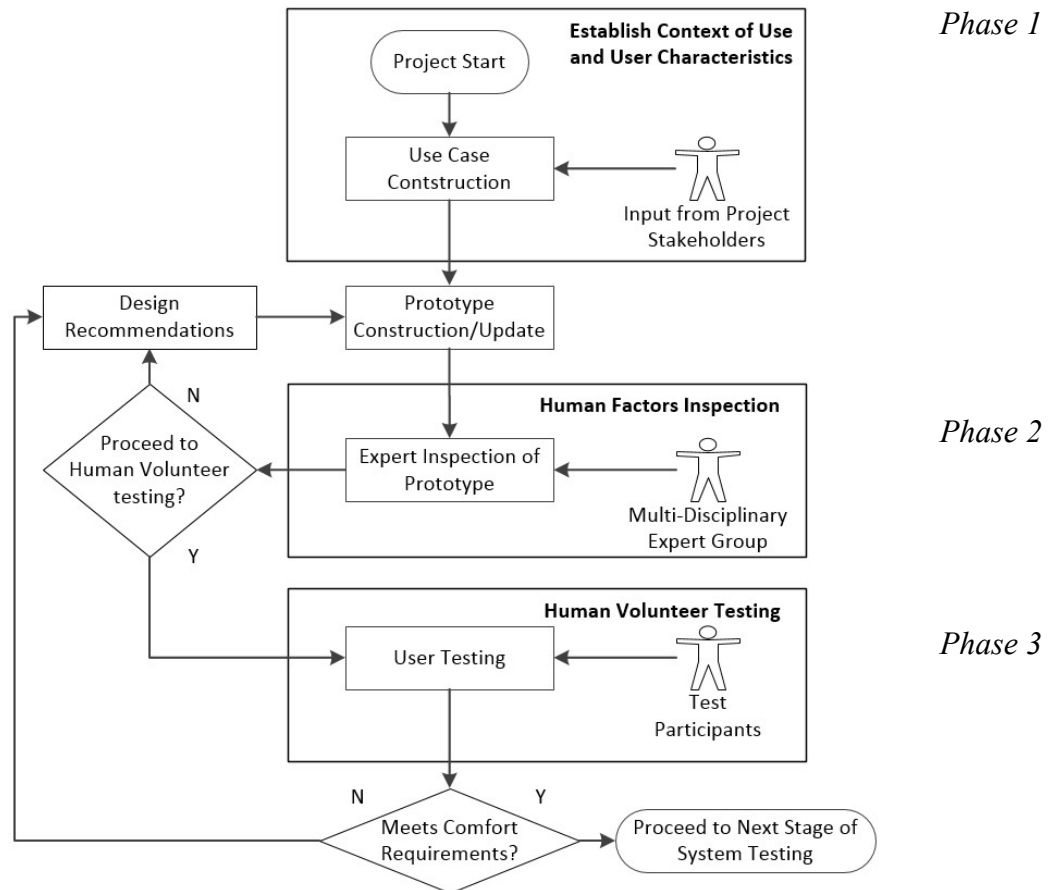 Phase 1
Establish Context of Use
and User Characteristics
Project Start
Use Case
Contstruction
Input from Project
Stakeholders
Design
Recommendations
Prototype
Construction/Update
N
Proceed to
Human Volunteer
testing?
Y
Phase 2
Human Factors Inspection
Expert Inspection of
Prototype
Multi-Disciplinary
Expert Group
Phase 3
Human Volunteer Testing
User Testing
Test
Participants
N
Y
Meets Comfort
Requirements?
Proceed to Next Stage of
System Testing